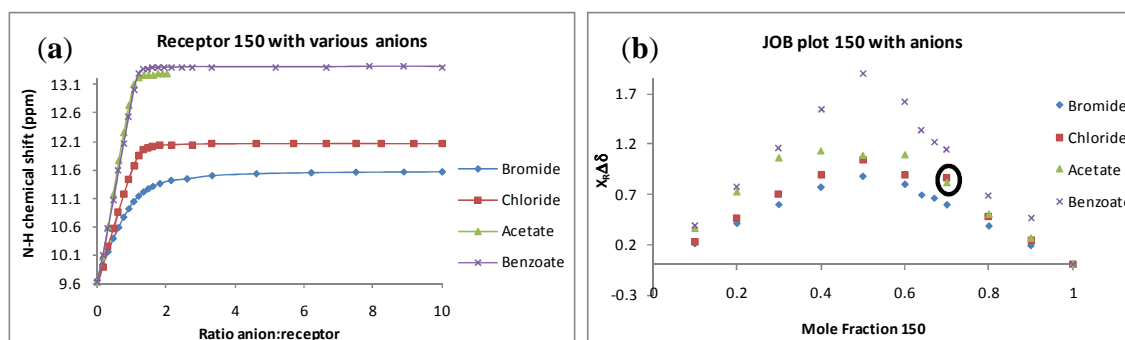 (a)
Receptor 150 with various anions
N-H chemical shift (ppm)
13.1
12.6
12.1
11.6
11.1
10.6
10.1
9.6
0 2 4 6 8 10
Ratio anion:receptor
Bromide
Chloride
Acetate
Benzoate
(b)
JOB plot 150 with anions
XRΔδ
1.7
1.2
0.7
0.2
-0.3
0 0.2 0.4 0.6 0.8 1
Mole Fraction 150
Bromide
Chloride
Acetate
Benzoate